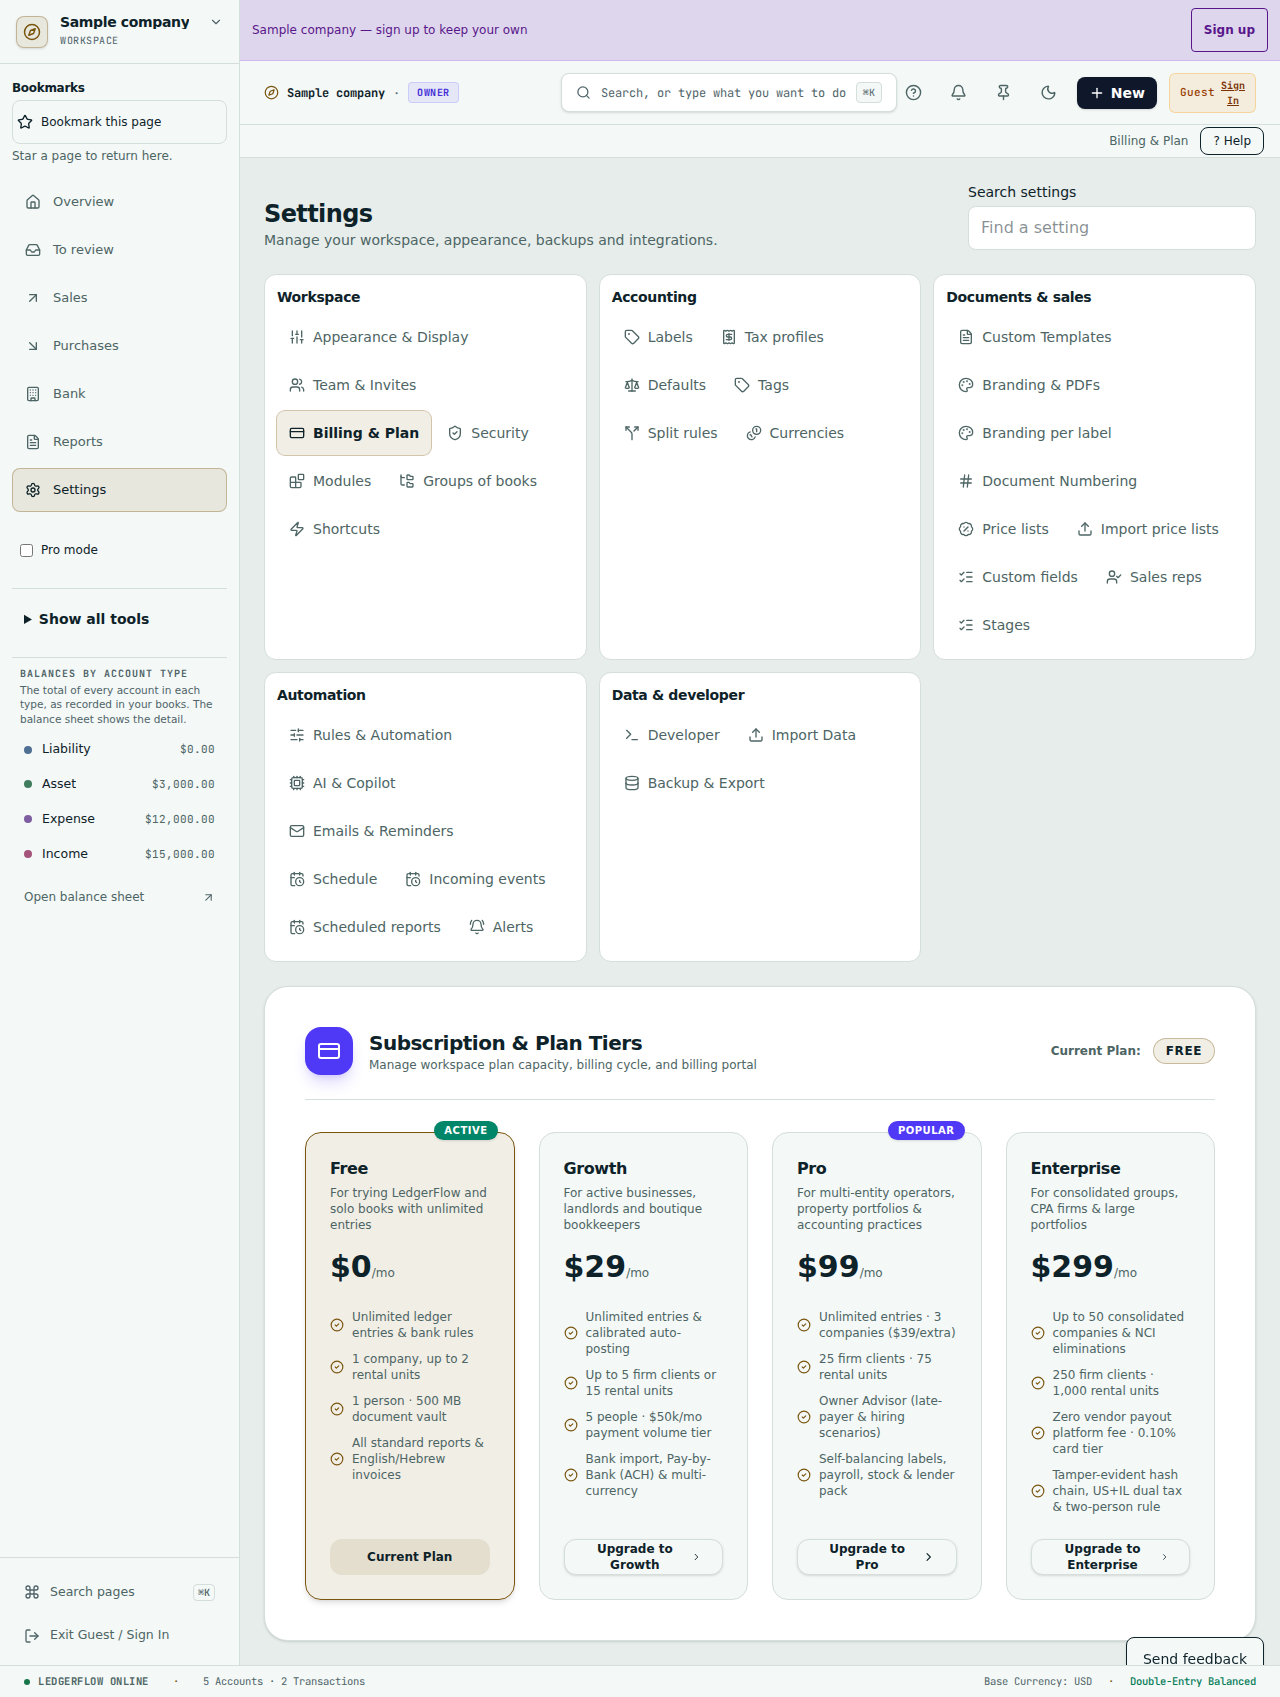 Sample company
WORKSPACE
Bookmarks
Bookmark this page
Star a page to return here.
Overview
To review
Sales
Purchases
Bank
Reports
Settings
Pro mode
Show all tools
BALANCES BY ACCOUNT TYPE
The total of every account in each
type, as recorded in your books. The
balance sheet shows the detail.
Liability $0.00
Asset $3,000.00
Expense $12,000.00
Income $15,000.00
Open balance sheet
Search pages ⌘K
Exit Guest / Sign In
Sample company — sign up to keep your own
Sign up
Sample company · OWNER
Search, or type what you want to do ⌘K
New
Guest Sign
In
Billing & Plan
? Help
Settings
Manage your workspace, appearance, backups and integrations.
Search settings
Find a setting
Workspace
Appearance & Display
Team & Invites
Billing & Plan Security
Modules Groups of books
Shortcuts
Accounting
Labels Tax profiles
Defaults Tags
Split rules Currencies
Documents & sales
Custom Templates
Branding & PDFs
Branding per label
Document Numbering
Price lists Import price lists
Custom fields Sales reps
Stages
Automation
Rules & Automation
AI & Copilot
Emails & Reminders
Schedule Incoming events
Scheduled reports Alerts
Data & developer
Developer Import Data
Backup & Export
Subscription & Plan Tiers
Manage workspace plan capacity, billing cycle, and billing portal
Current Plan: FREE
ACTIVE
Free
For trying LedgerFlow and
solo books with unlimited
entries
$0/mo
Unlimited ledger
entries & bank rules
1 company, up to 2
rental units
1 person · 500 MB
document vault
All standard reports &
English/Hebrew
invoices
Current Plan
Growth
For active businesses,
landlords and boutique
bookkeepers
$29/mo
Unlimited entries &
calibrated auto-
posting
Up to 5 firm clients or
15 rental units
5 people · $50k/mo
payment volume tier
Bank import, Pay-by-
Bank (ACH) & multi-
currency
Upgrade to
Growth
POPULAR
Pro
For multi-entity operators,
property portfolios &
accounting practices
$99/mo
Unlimited entries · 3
companies ($39/extra)
25 firm clients · 75
rental units
Owner Advisor (late-
payer & hiring
scenarios)
Self-balancing labels,
payroll, stock & lender
pack
Upgrade to
Pro
Enterprise
For consolidated groups,
CPA firms & large
portfolios
$299/mo
Up to 50 consolidated
companies & NCI
eliminations
250 firm clients ·
1,000 rental units
Zero vendor payout
platform fee · 0.10%
card tier
Tamper-evident hash
chain, US+IL dual tax
& two-person rule
Upgrade to
Enterprise
Send feedback
LEDGERFLOW ONLINE · 5 Accounts · 2 Transactions
Base Currency: USD · Double-Entry Balanced